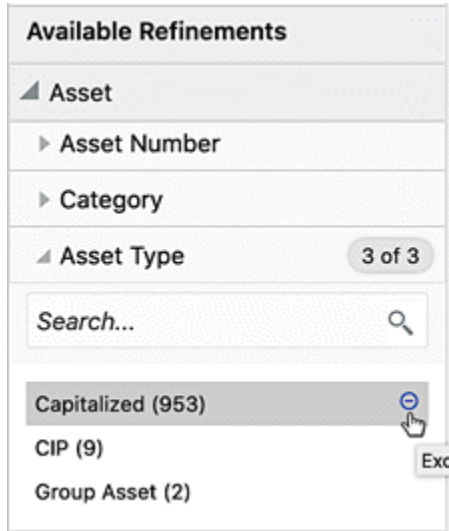 Available Refinements
Asset
Asset Number
Category
Asset Type 3 of 3
Search...
Capitalized (953)
CIP (9)
Exc
Group Asset (2)